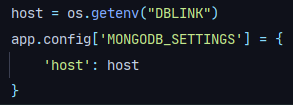 host = os.getenv("DBLINK")
app.config['MONGODB_SETTINGS'] = {
    'host': host
}